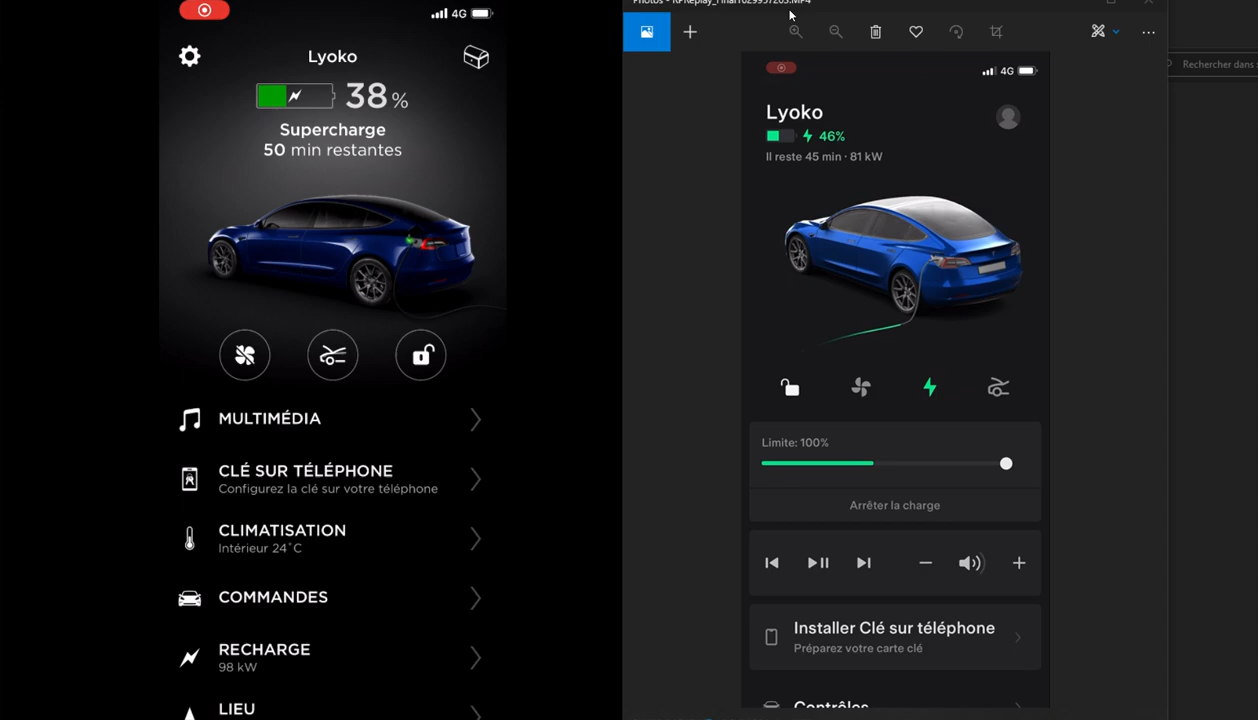 4G
Lyoko
38 %
Supercharge
50 min restantes
MULTIMÉDIA
CLÉ SUR TÉLÉPHONE
Configurez la clé sur votre téléphone
CLIMATISATION
Intérieur 24°C
COMMANDES
RECHARGE
98 kW
LIEU
4G
Lyoko
46%
Il reste 45 min · 81 kW
Limite: 100%
Arrêter la charge
Installer Clé sur téléphone
Préparez votre carte clé
Contrôles
Rechercher dans